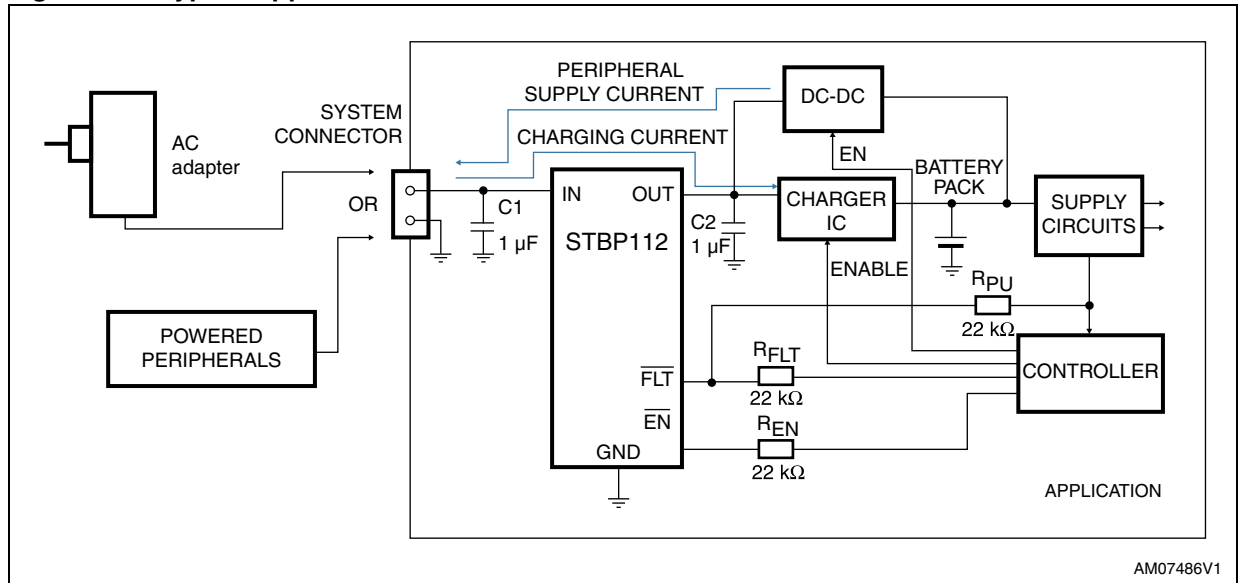 PERIPHERAL
SUPPLY CURRENT
DC-DC
SYSTEM
CONNECTOR
CHARGING CURRENT
AC
adapter
EN
BATTERY
PACK
OR
C1
1 µF
IN
OUT
STBP112
C2
1 µF
CHARGER
IC
SUPPLY
CIRCUITS
ENABLE
RPU
22 kΩ
POWERED
PERIPHERALS
FLT
RFLT
22 kΩ
CONTROLLER
EN
REN
22 kΩ
GND
APPLICATION
AM07486V1